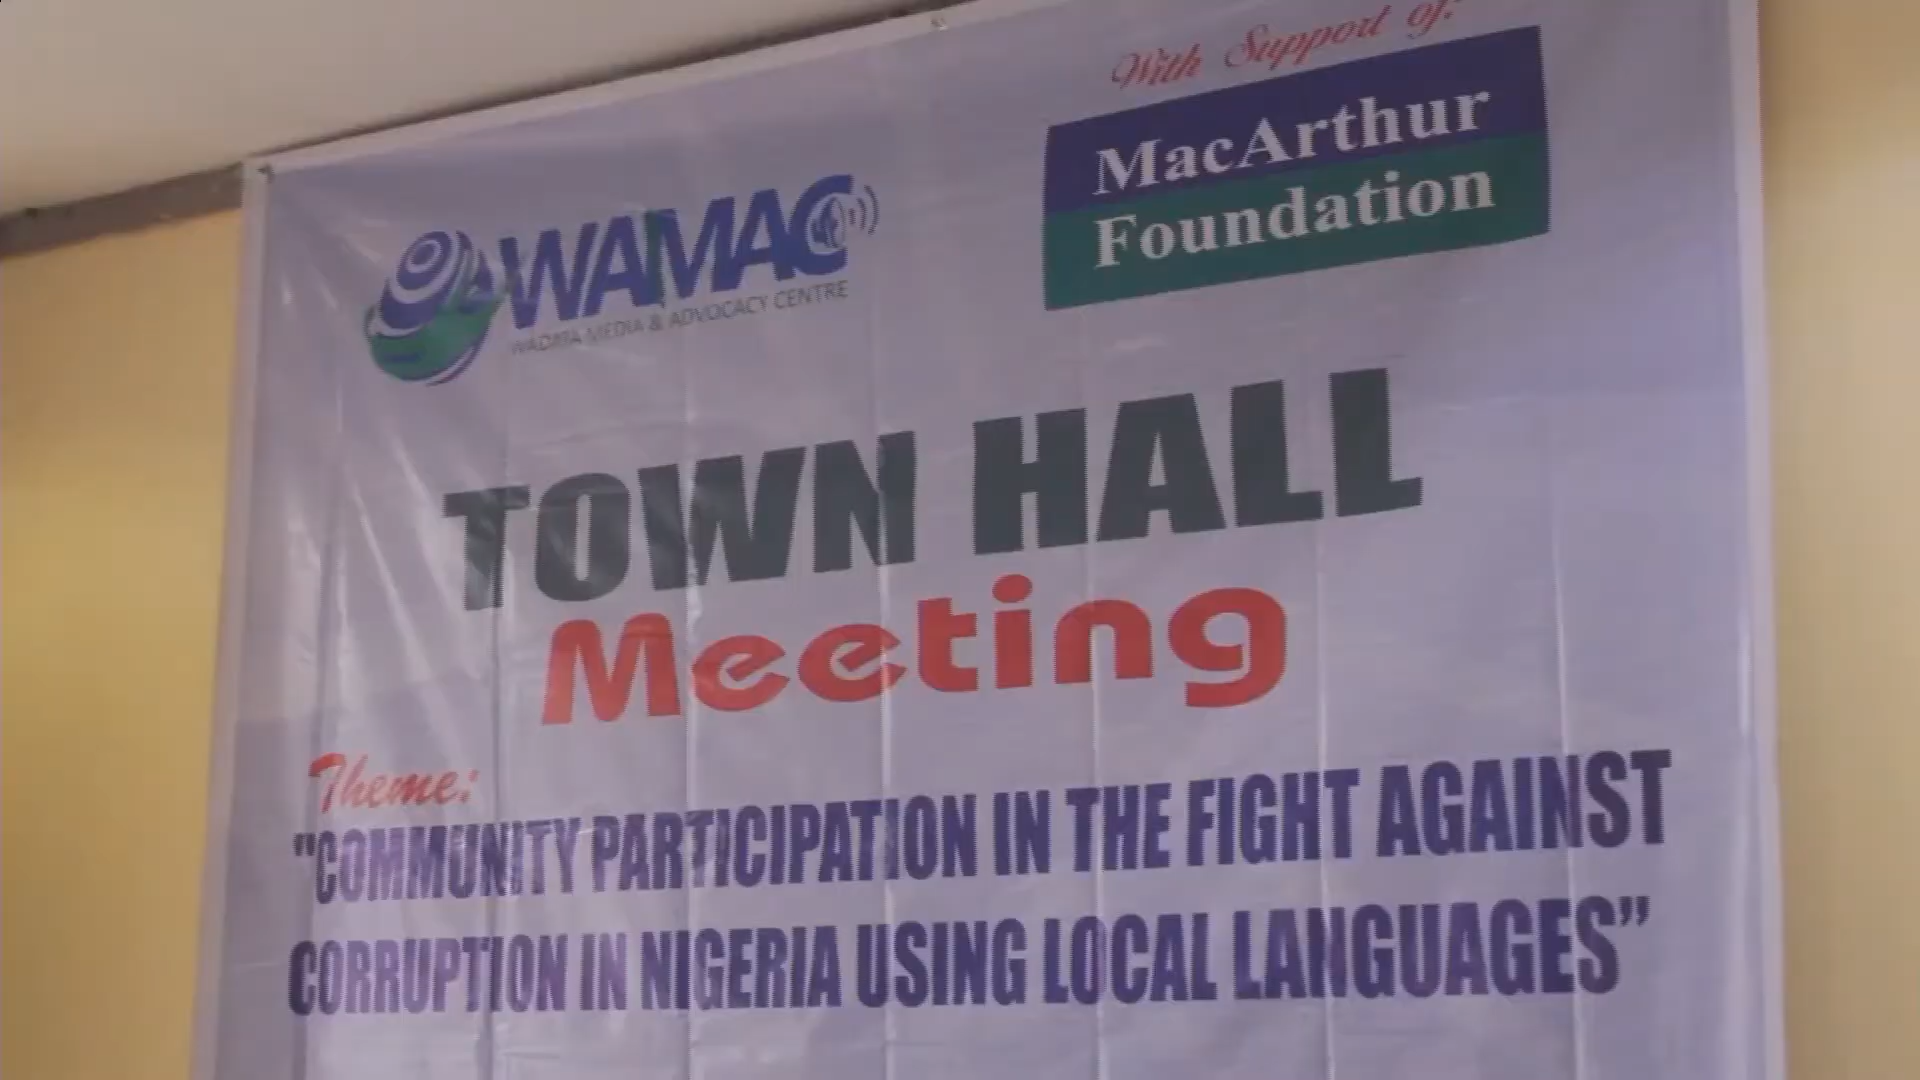 With Support of:
MacArthur
Foundation
WAMAC
WADATA MEDIA & ADVOCACY CENTRE
TOWN HALL
Meeting
Theme:
"COMMUNITY PARTICIPATION IN THE FIGHT AGAINST
CORRUPTION IN NIGERIA USING LOCAL LANGUAGES”